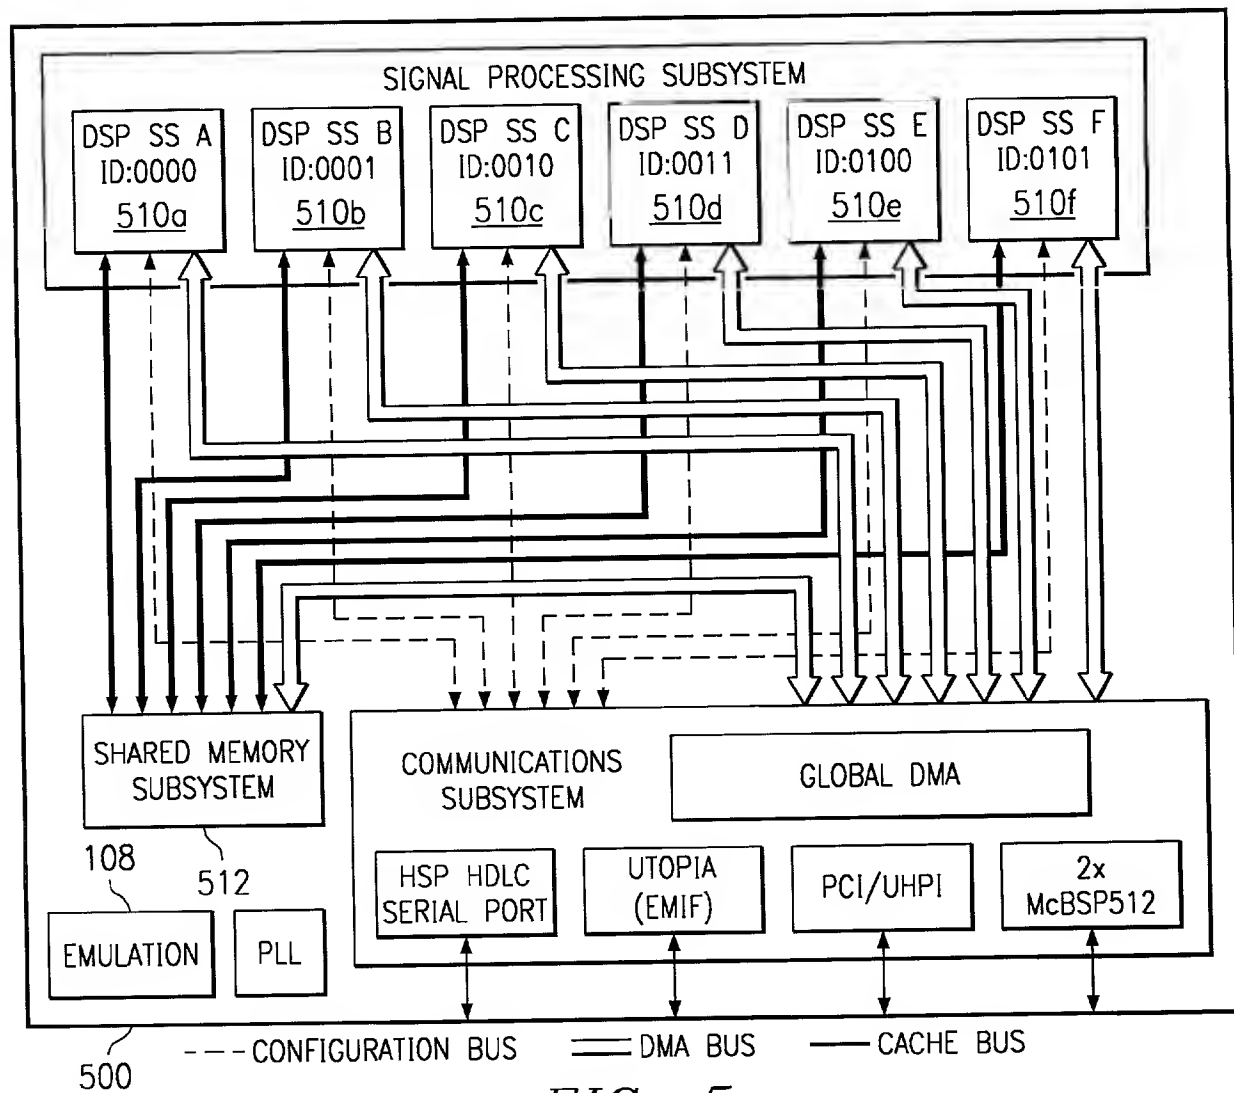 SIGNAL PROCESSING SUBSYSTEM
DSP SS A
ID:0000
510a
DSP SS B
ID:0001
510b
DSP SS C
ID:0010
510c
DSP SS D
ID:0011
510d
DSP SS E
ID:0100
510e
DSP SS F
ID:0101
510f
SHARED MEMORY
SUBSYSTEM
512
COMMUNICATIONS
SUBSYSTEM
GLOBAL DMA
HSP HDLC
SERIAL PORT
UTOPIA
(EMIF)
PCI/UHPI
2x
McBSP512
108
EMULATION
PLL
500
CONFIGURATION BUS
DMA BUS
CACHE BUS